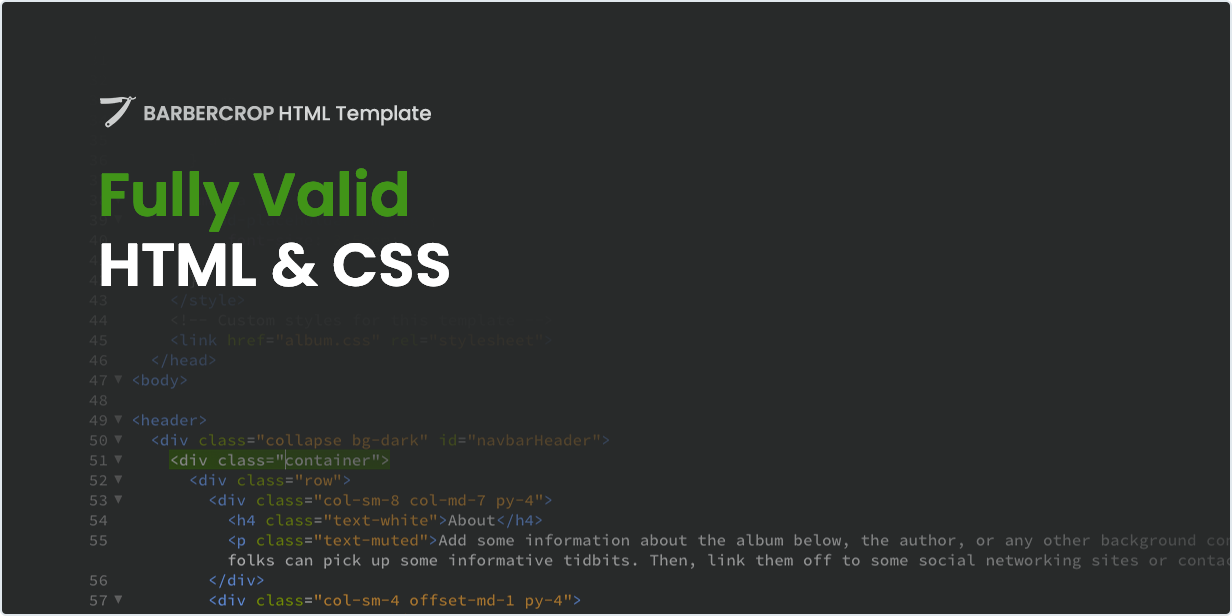 BARBERCROP HTML Template
Fully Valid
HTML & CSS
43 </style>
44 <!-- Custom styles for this template
45 <link href="album.css" rel="stylesheet">
46 </head>
47 <body>
48
49 <header>
50 <div class="collapse bg-dark" id="navbarHeader">
51 <div class="container">
52 <div class="row">
53 <div class="col-sm-8 col-md-7 py-4">
54 <h4 class="text-white">About</h4>
55 <p class="text-muted">Add some information about the album below, the author, or any other background con
folks can pick up some informative tidbits. Then, link them off to some social networking sites or contac
56 </div>
57 <div class="col-sm-4 offset-md-1 py-4">